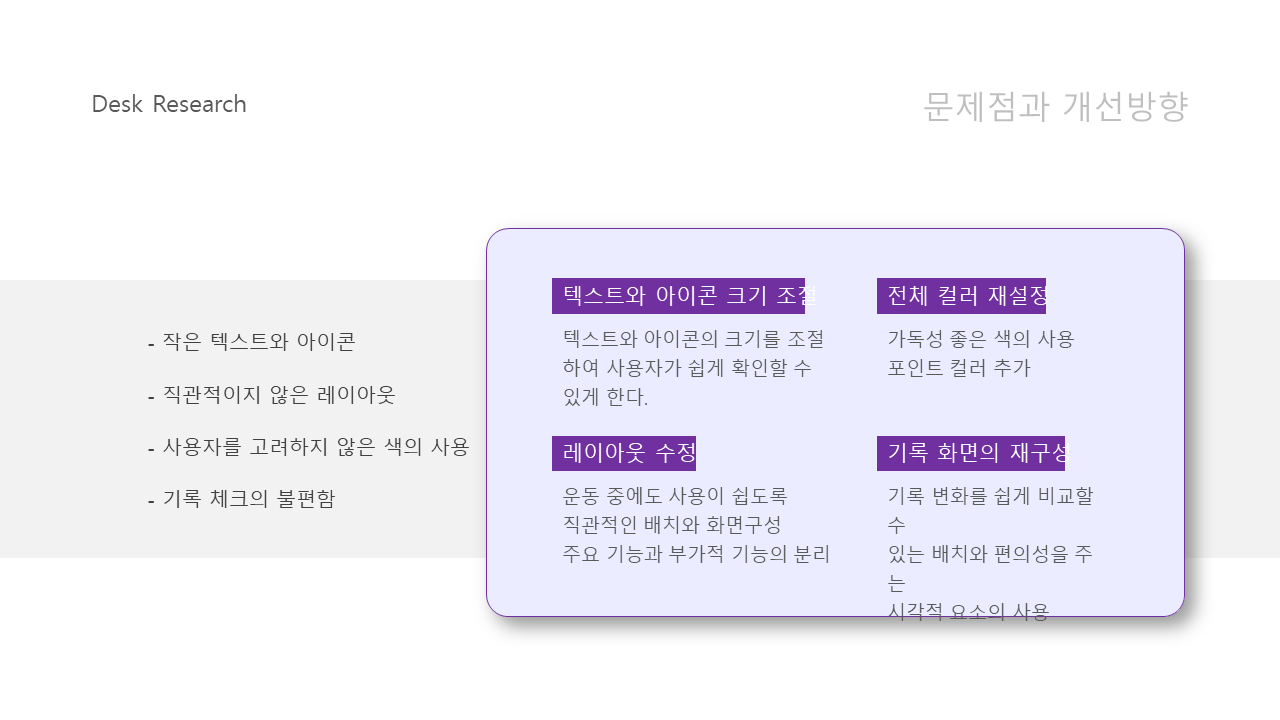 Desk Research
문제점과 개선방향
- 작은 텍스트와 아이콘
- 직관적이지 않은 레이아웃
- 사용자를 고려하지 않은 색의 사용
- 기록 체크의 불편함
텍스트와 아이콘 크기 조절
텍스트와 아이콘의 크기를 조절
하여 사용자가 쉽게 확인할 수
있게 한다.
전체 컬러 재설정
가독성 좋은 색의 사용
포인트 컬러 추가
레이아웃 수정
운동 중에도 사용이 쉽도록
직관적인 배치와 화면구성
주요 기능과 부가적 기능의 분리
기록 화면의 재구성
기록 변화를 쉽게 비교할
수
있는 배치와 편의성을 주
는
시각적 요소의 사용